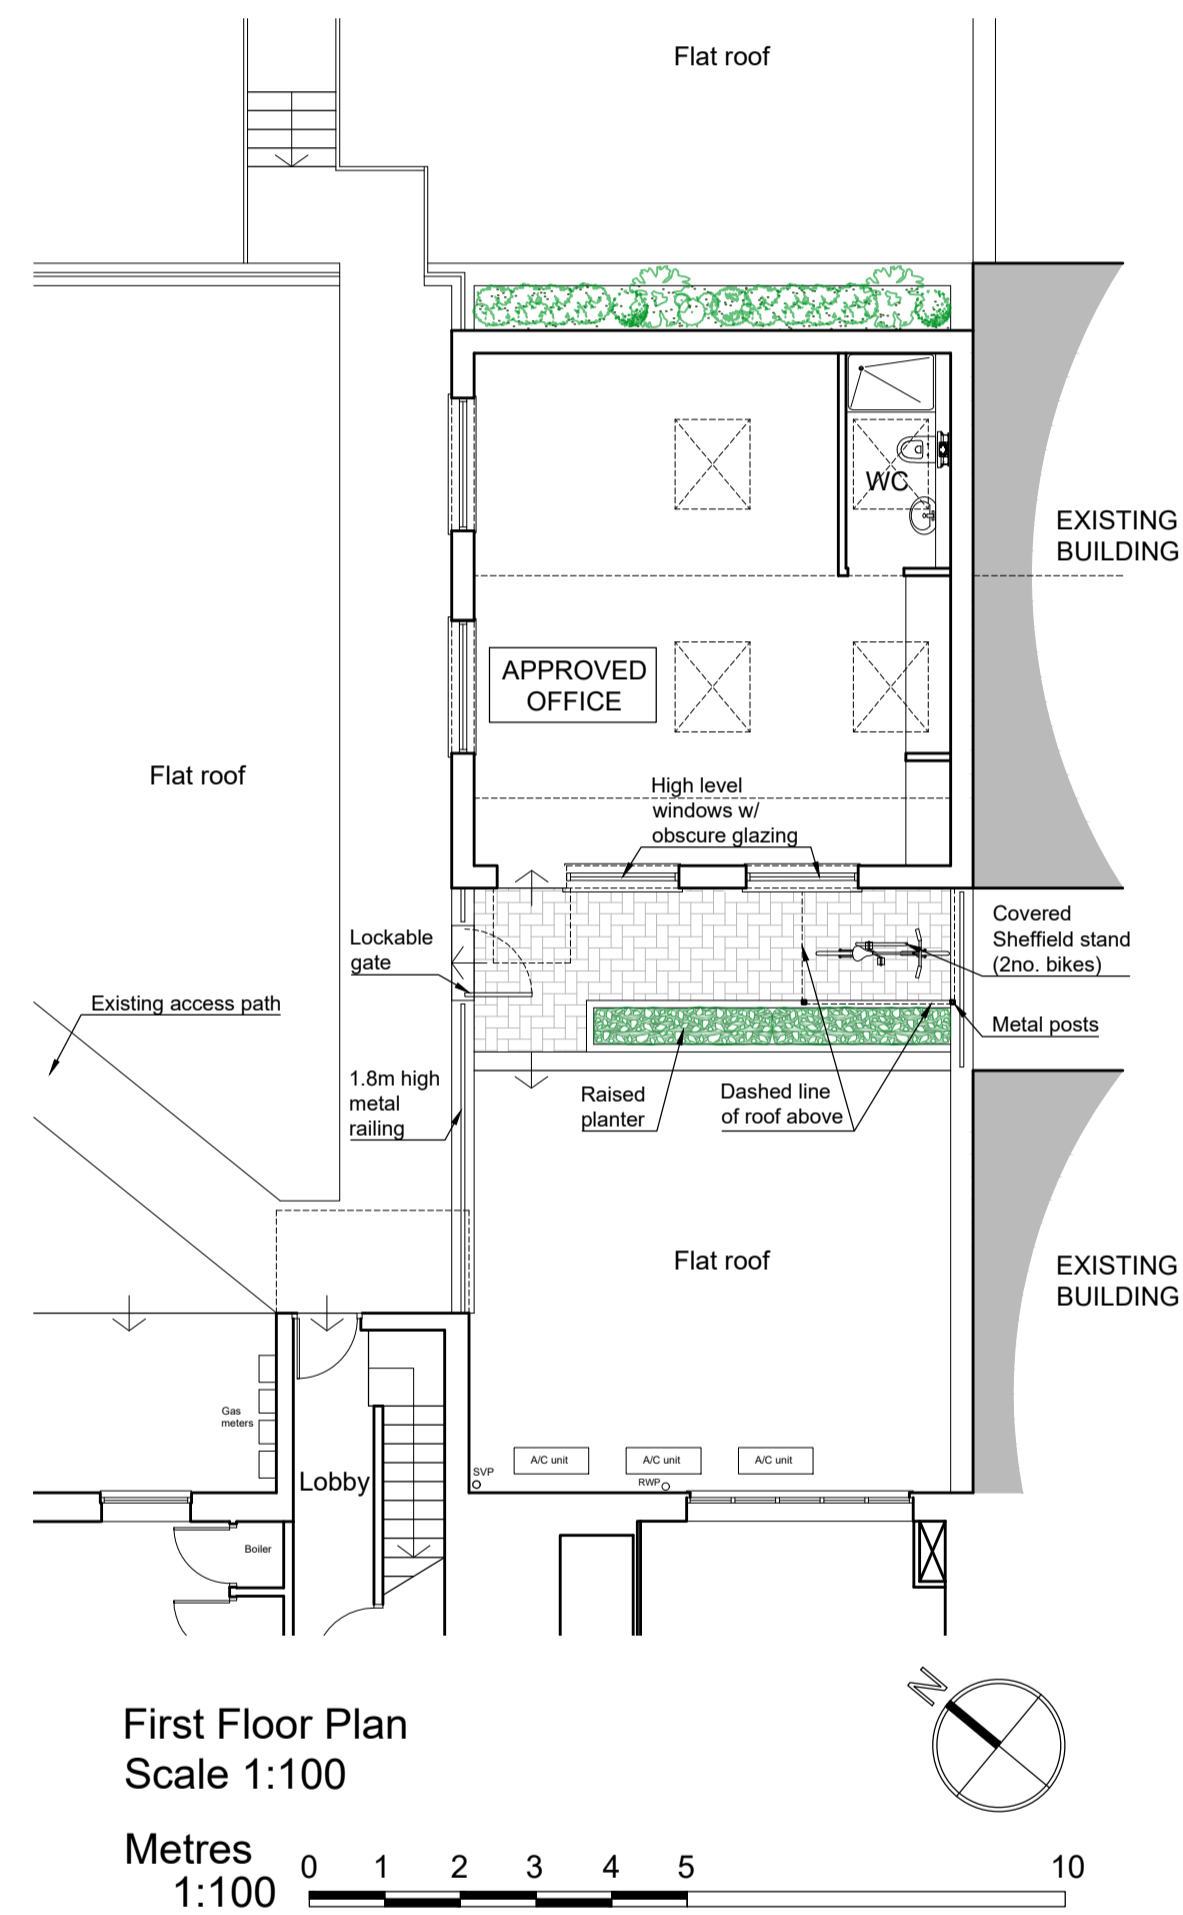 Flat roof
EXISTING
BUILDING
WC
APPROVED
OFFICE
Flat roof
High level
windows w/
obscure glazing
Covered
Sheffield stand
(2no. bikes)
Lockable
gate
Existing access path
Metal posts
1.8m high
metal
railing
Raised
planter
Dashed line
of roof above
Flat roof
EXISTING
BUILDING
Gas
meters
Lobby
SVP
A/C unit
A/C unit
A/C unit
RWP
Boiler
N
First Floor Plan
Scale 1:100
Metres
1:100
0 1 2 3 4 5 10